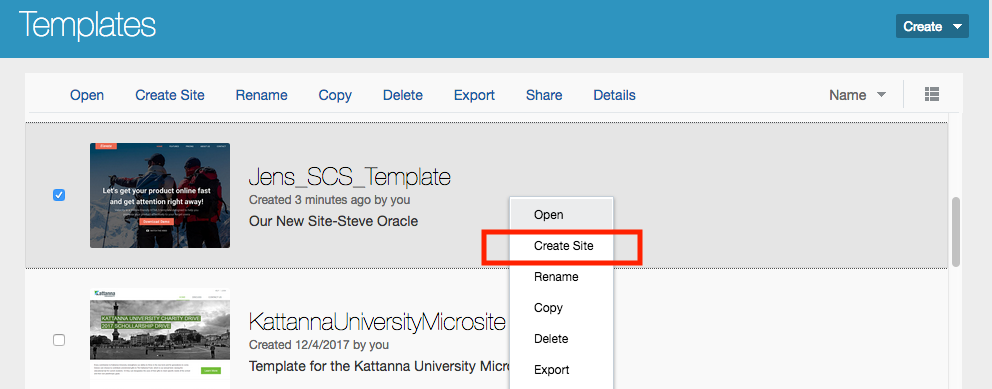 Templates
Create
Open Create Site Rename Copy Delete Export Share Details Name
Let's get your product online fast
and get attention right away!
Jens_SCS_Template
Created 3 minutes ago by you
Our New Site-Steve Oracle
Open
Create Site
Rename
Copy
Delete
Export
Kattanna
KATTANNA UNIVERSITY CHARITY DRIVE
2017 SCHOLARSHIP DRIVE
KattannaUniversityMicrosite
Created 12/4/2017 by you
Template for the Kattanna University Micro